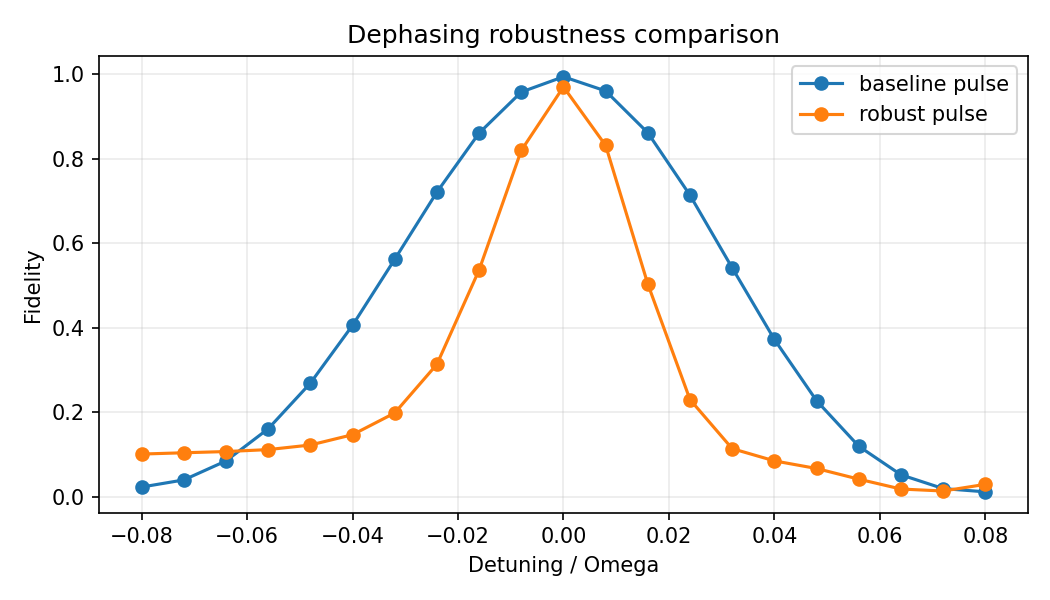 Dephasing robustness comparison
baseline pulse
robust pulse
Fidelity
1.0
0.8
0.6
0.4
0.2
0.0
−0.08 −0.06 −0.04 −0.02 0.00 0.02 0.04 0.06 0.08
Detuning / Omega